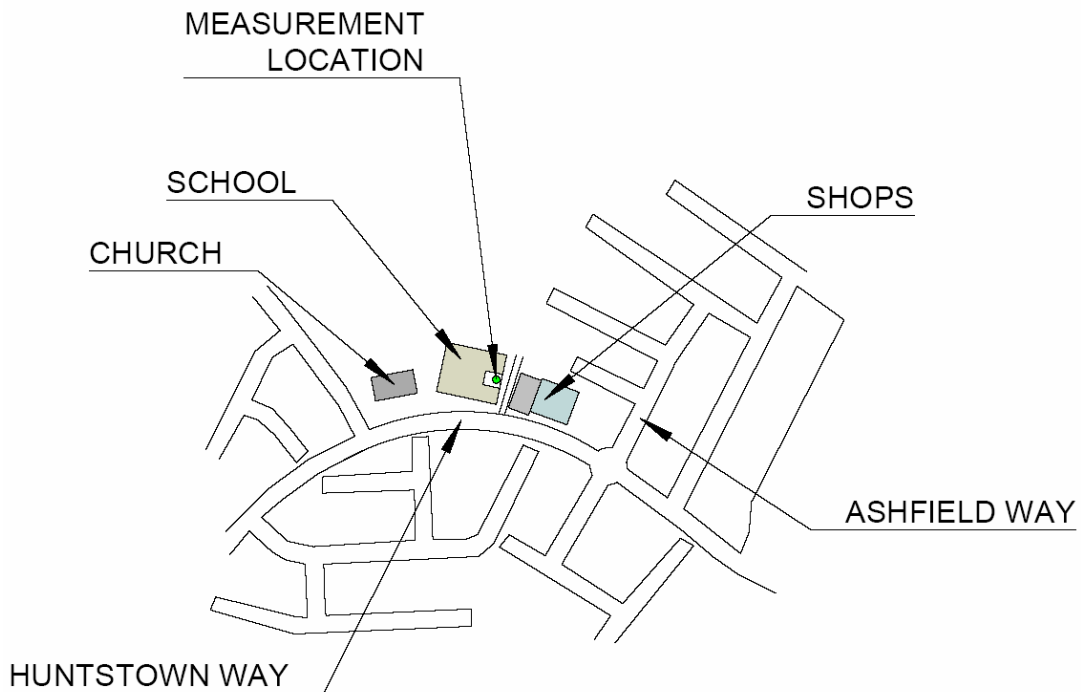 MEASUREMENT
LOCATION
SCHOOL
SHOPS
CHURCH
ASHFIELD WAY
HUNTSTOWN WAY